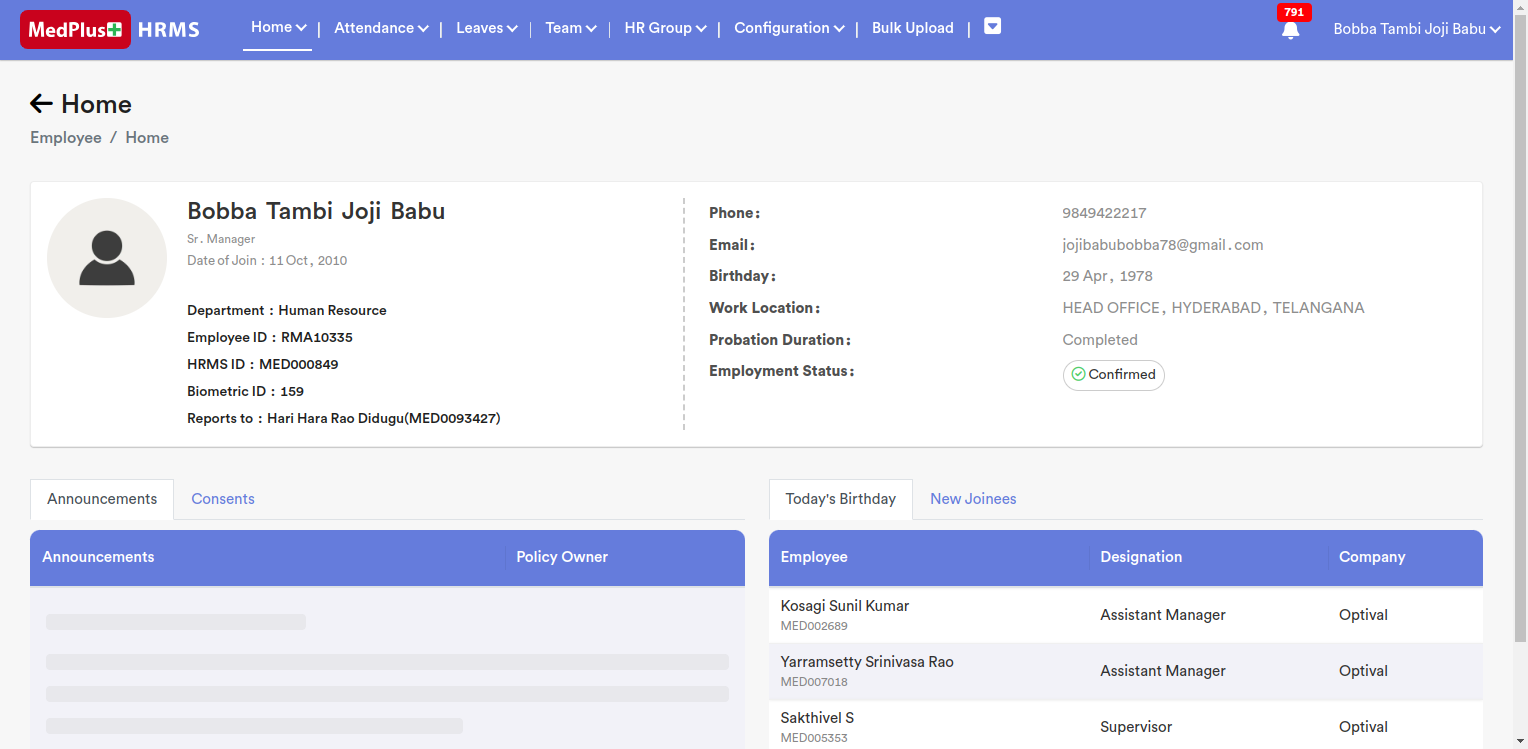 MedPlus HRMS Home | Attendance | Leaves | Team | HR Group | Configuration | Bulk Upload | 791 Bobba Tambi Joji Babu
Home
Employee / Home
Bobba Tambi Joji Babu
Sr. Manager
Date of Join : 11 Oct, 2010
Department : Human Resource
Employee ID : RMA10335
HRMS ID : MED000849
Biometric ID : 159
Reports to : Hari Hara Rao Didugu(MED0093427)
Phone: 9849422217
Email: jojibabubobba78@gmail.com
Birthday: 29 Apr, 1978
Work Location: HEAD OFFICE, HYDERABAD, TELANGANA
Probation Duration: Completed
Employment Status: Confirmed
Announcements Consents
Announcements Policy Owner
Today's Birthday New Joinees
Employee Designation Company
Kosagi Sunil Kumar Assistant Manager Optival
MED002689
Yarramsetty Srinivasa Rao Assistant Manager Optival
MED007018
Sakthivel S Supervisor Optival
MED005353